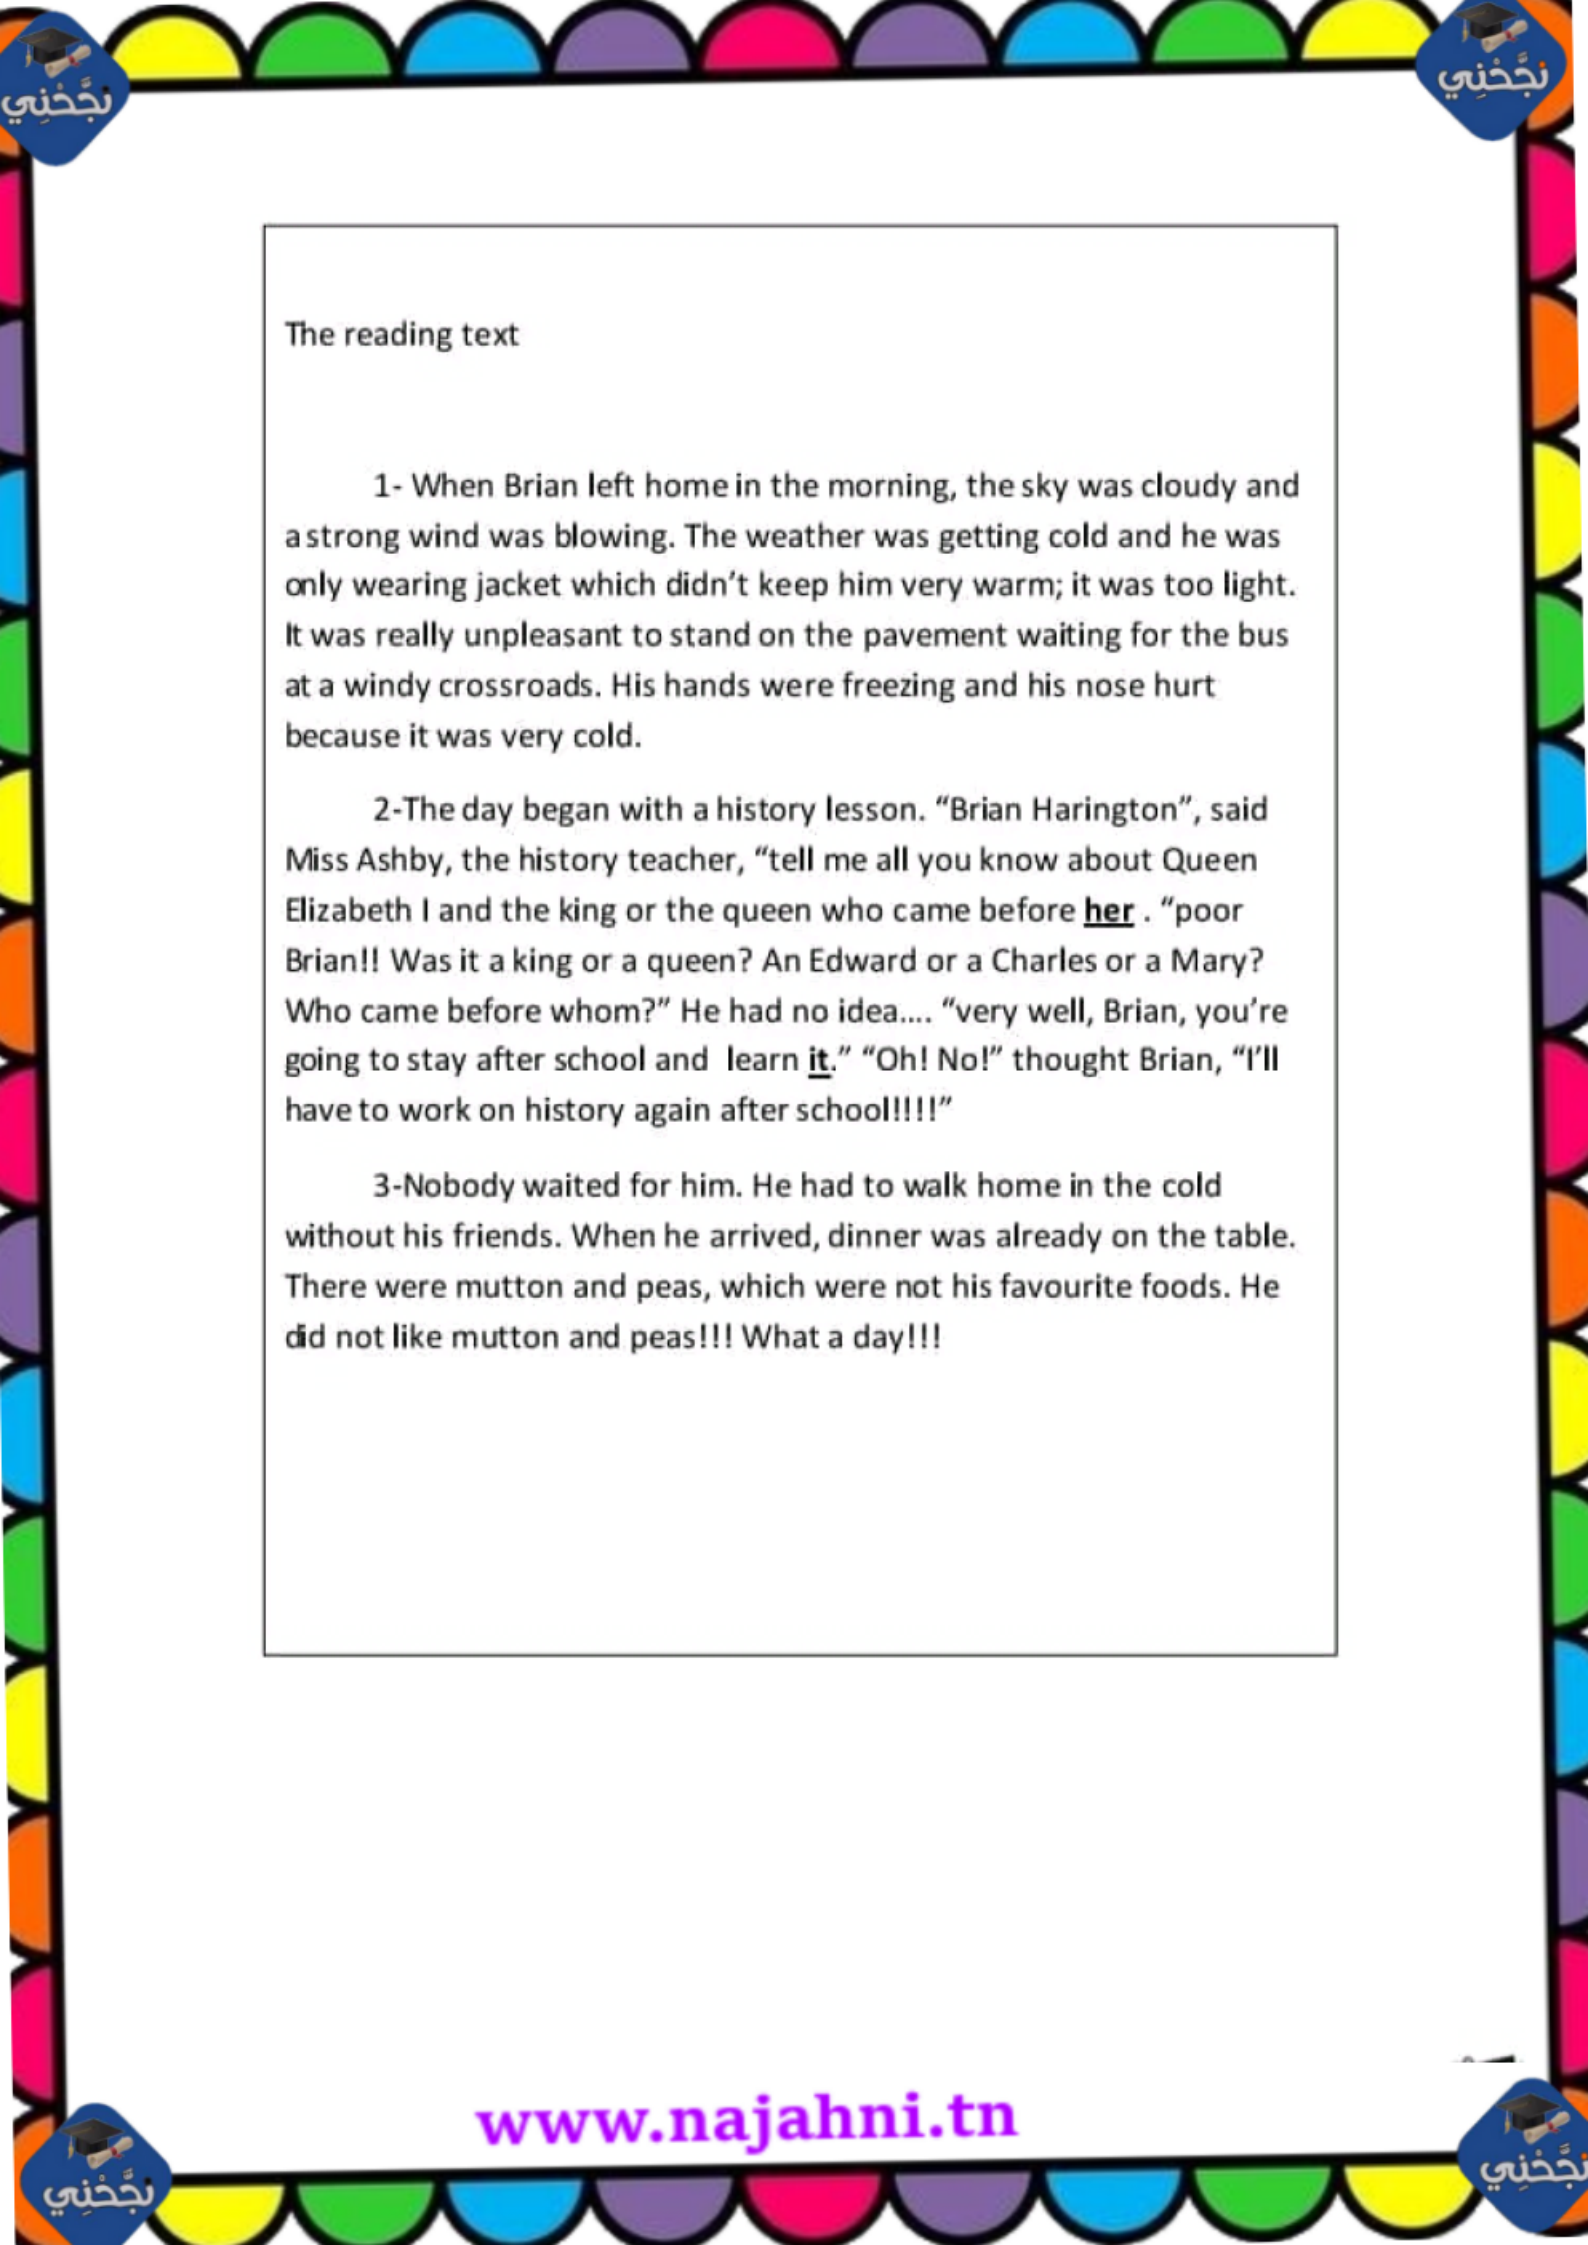 نجَّحْنِي
نجَّحْنِي
The reading text
1- When Brian left home in the morning, the sky was cloudy and
a strong wind was blowing. The weather was getting cold and he was
only wearing jacket which didn’t keep him very warm; it was too light.
It was really unpleasant to stand on the pavement waiting for the bus
at a windy crossroads. His hands were freezing and his nose hurt
because it was very cold.
2-The day began with a history lesson. “Brian Harington”, said
Miss Ashby, the history teacher, “tell me all you know about Queen
Elizabeth I and the king or the queen who came before her . “poor
Brian!! Was it a king or a queen? An Edward or a Charles or a Mary?
Who came before whom?” He had no idea.... “very well, Brian, you’re
going to stay after school and learn it.” “Oh! No!” thought Brian, “I’ll
have to work on history again after school!!!!”
3-Nobody waited for him. He had to walk home in the cold
without his friends. When he arrived, dinner was already on the table.
There were mutton and peas, which were not his favourite foods. He
did not like mutton and peas!!! What a day!!!
www.najahni.tn
نجَّحْنِي
نجَّحْنِي